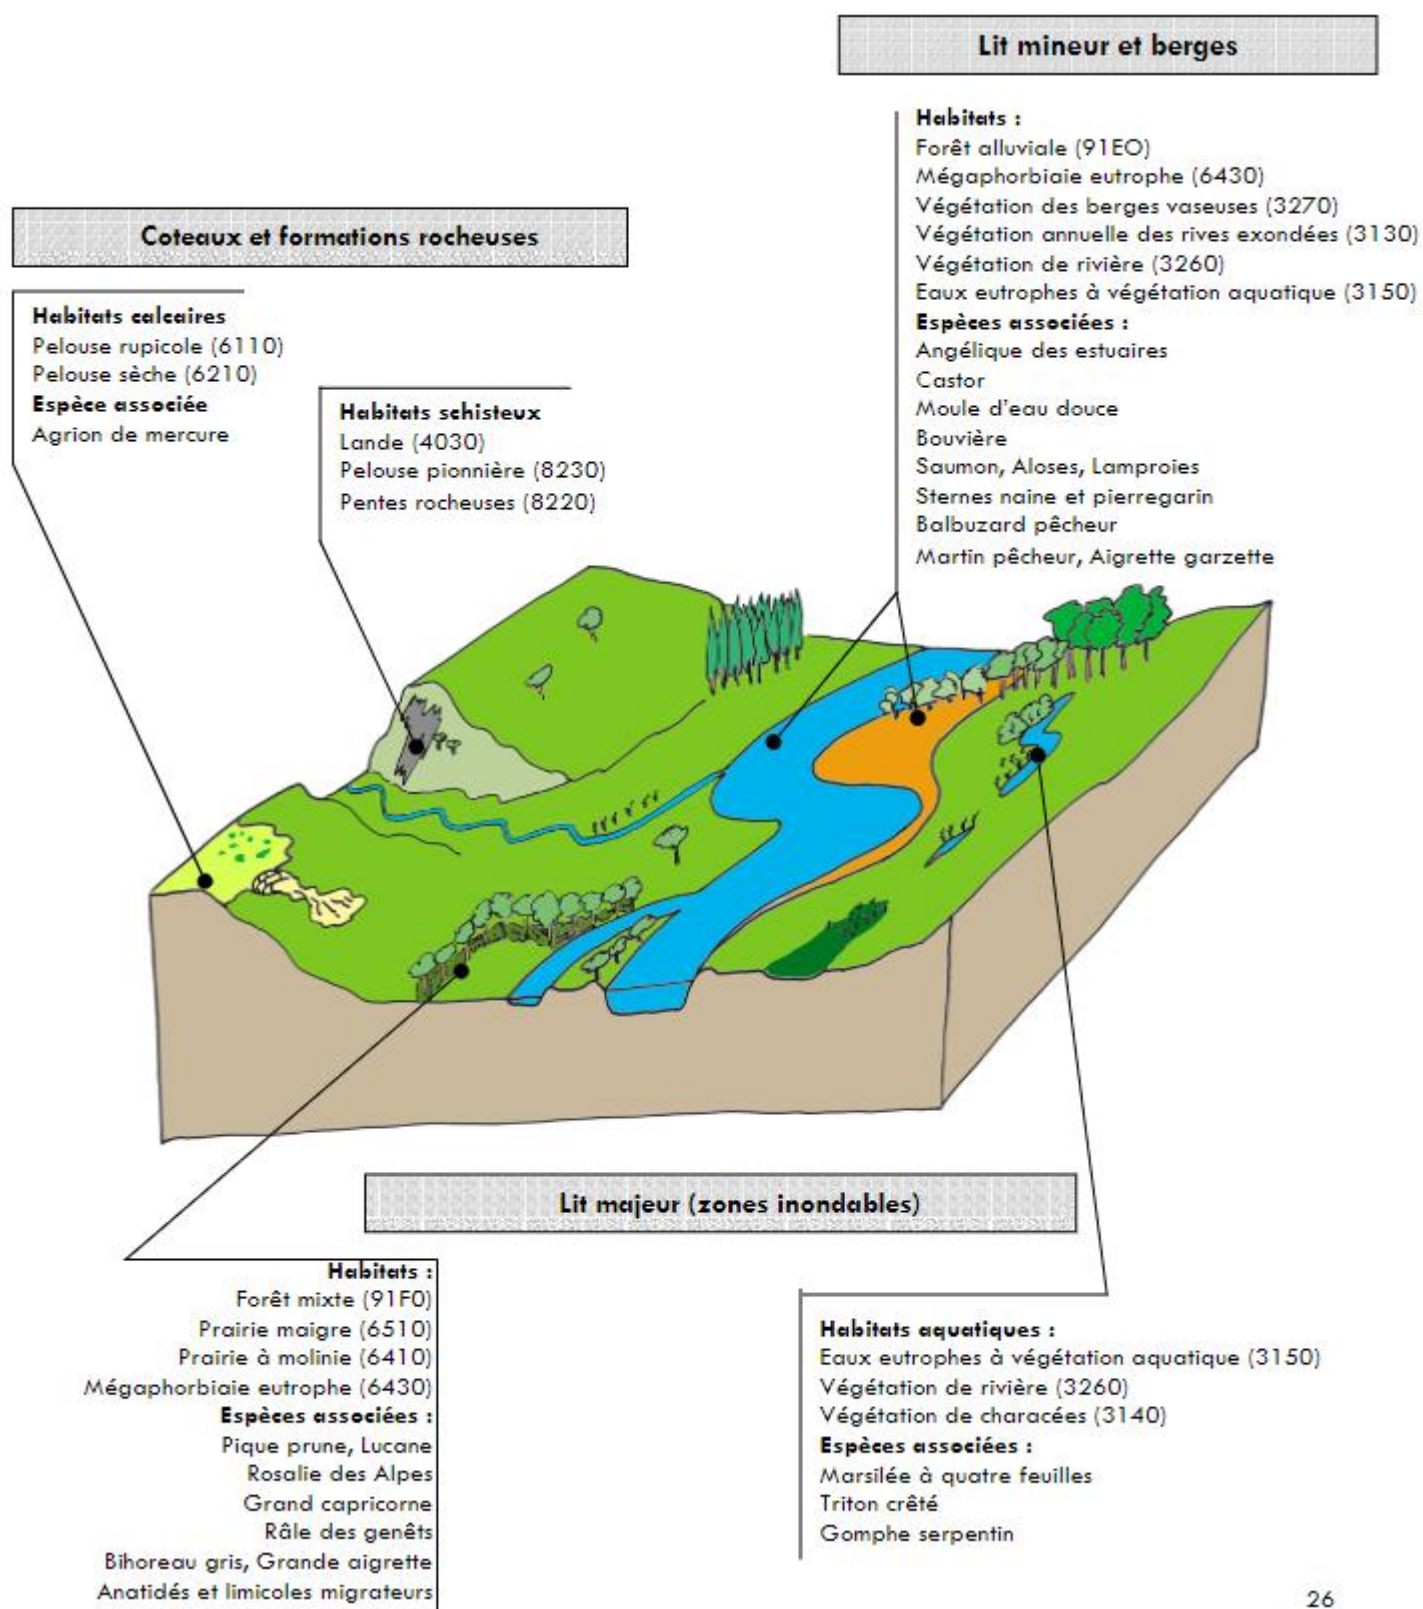 Lit mineur et berges
Habitats :
Forêt alluviale (91EO)
Mégaphorbiaie eutrophe (6430)
Végétation des berges vaseuses (3270)
Végétation annuelle des rives exondées (3130)
Végétation de rivière (3260)
Eaux eutrophes à végétation aquatique (3150)
Espèces associées :
Angélique des estuaires
Castor
Moule d'eau douce
Bouvière
Saumon, Aloses, Lamproies
Sternes naine et pierregarin
Balbuzard pêcheur
Martin pêcheur, Aigrette garzette
Coteaux et formations rocheuses
Habitats calcaires
Pelouse rupicole (6110)
Pelouse sèche (6210)
Espèce associée
Agrion de mercure
Habitats schisteux
Lande (4030)
Pelouse pionnière (8230)
Pentes rocheuses (8220)
Lit majeur (zones inondables)
Habitats :
Forêt mixte (91F0)
Prairie maigre (6510)
Prairie à molinie (6410)
Mégaphorbiaie eutrophe (6430)
Espèces associées :
Pique prune, Lucane
Rosalie des Alpes
Grand capricorne
Râle des genêts
Bihoreau gris, Grande aigrette
Anatidés et limicoles migrateurs
Habitats aquatiques :
Eaux eutrophes à végétation aquatique (3150)
Végétation de rivière (3260)
Végétation de characées (3140)
Espèces associées :
Marsilée à quatre feuilles
Triton crêté
Gomphe serpentin
26